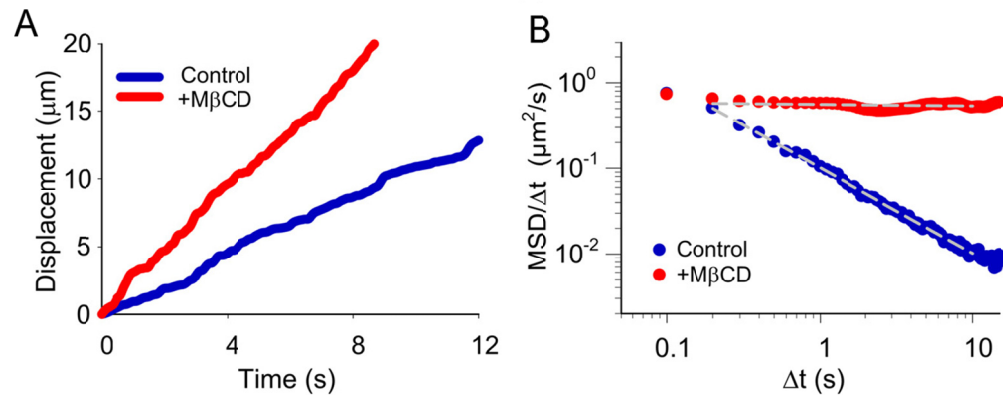 A
Displacement (μm)
20
15
10
5
0
Control
+MβCD
0
4
8
12
Time (s)
B
MSD/Δt (μm²/s)
10⁰
10⁻¹
10⁻²
Control
+MβCD
0.1
1
10
Δt (s)